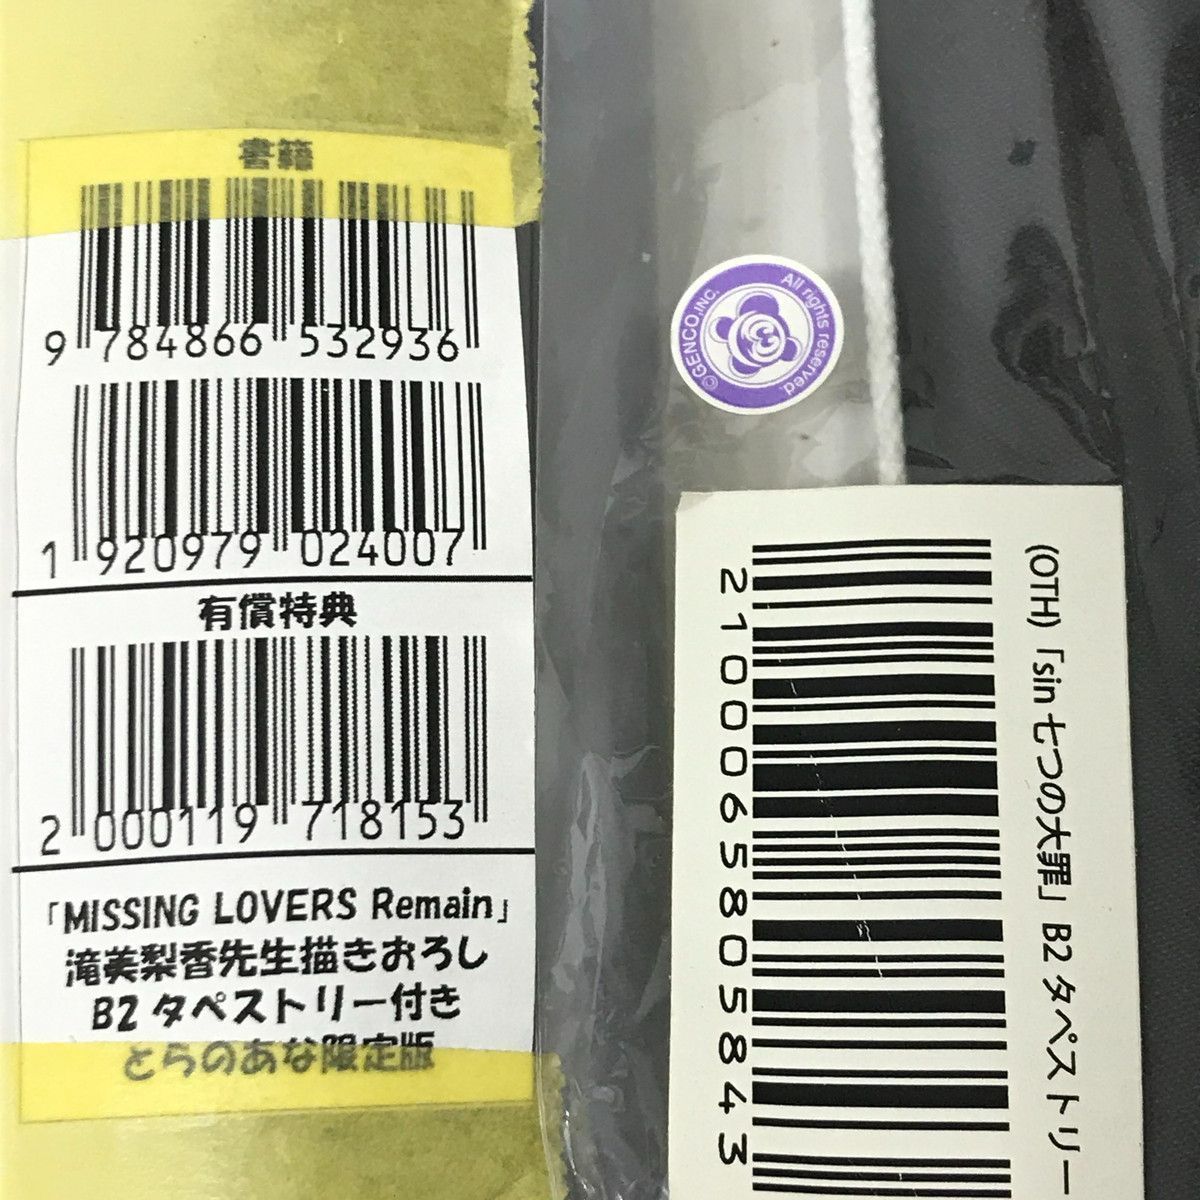 書籍
9 784866 532936
1 920979 024007
有償特典
2 000119 718153
「MISSING LOVERS Remain」
滝美梨香先生描きおろし
B2 タペストリー付き
とらのあな限定版
©GENCO,INC. All rights reserved.
(OTH)「sin 七つの大罪」B2 タペストリー
2100065805843